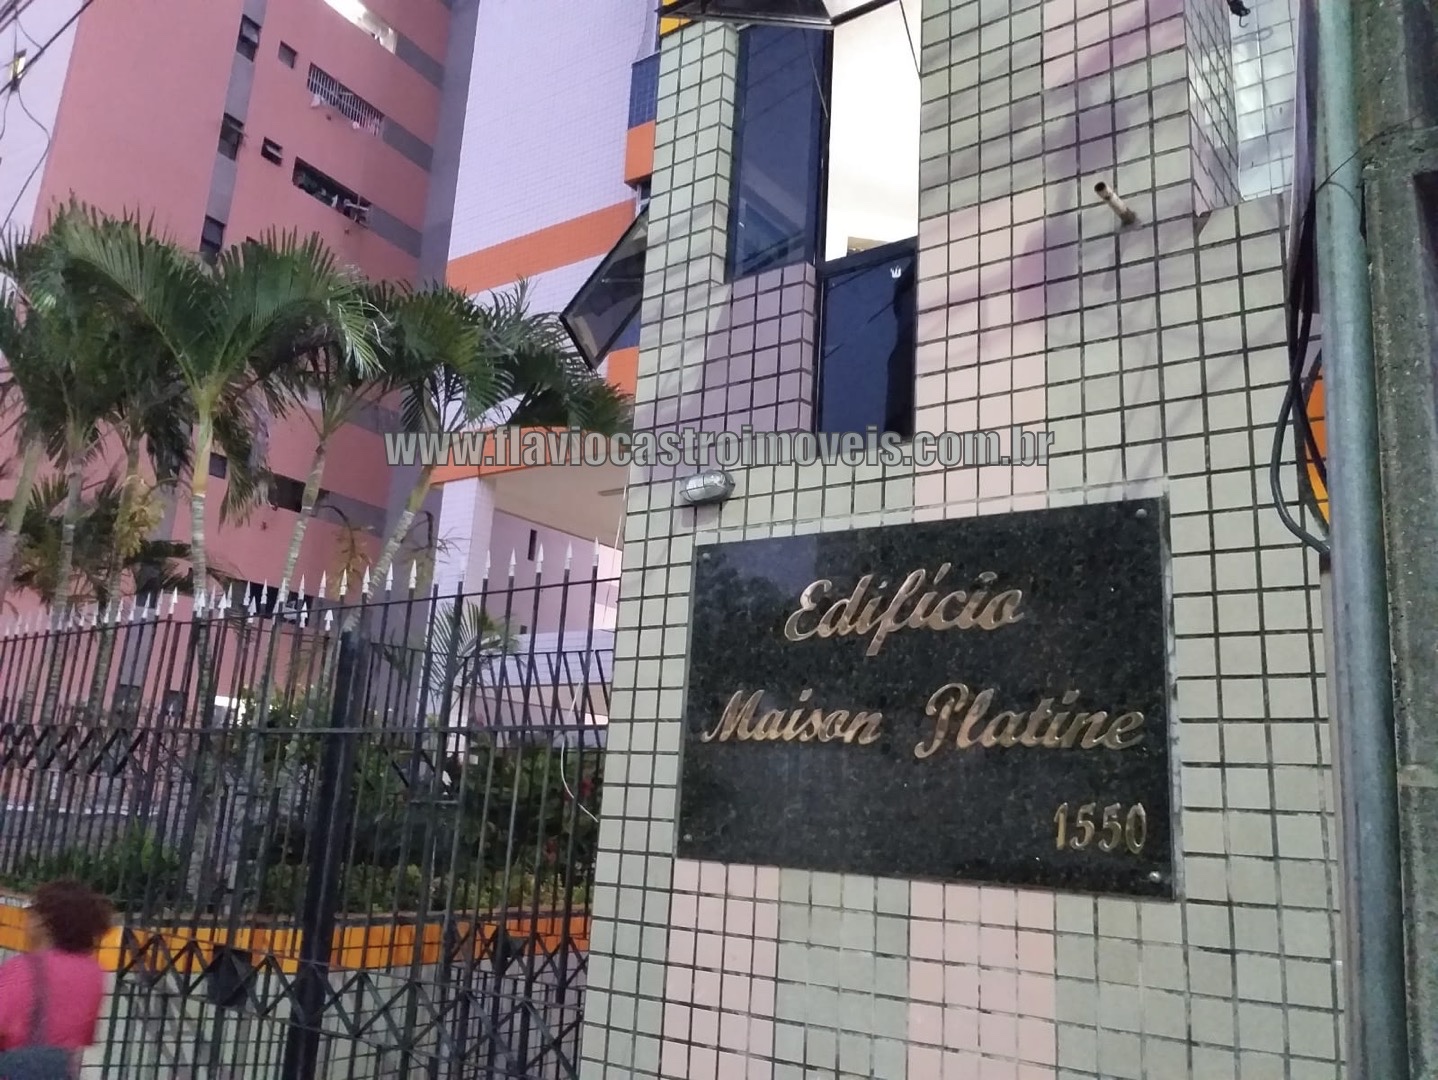 www.flaviocastroimoveis.com.br
Edifício
Maison Platine
1550